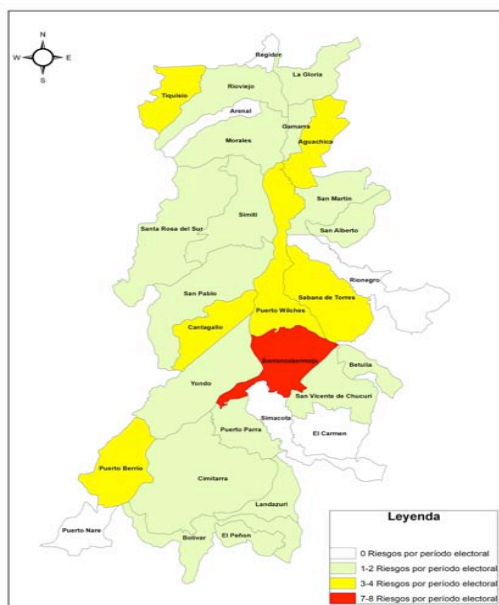 N
W E
S
Regidor
La Gloria
Tiquisio
Rioviejo
Arenal
Gamarra
Aguachica
Morales
San Martin
Santa Rosa del Sur
Simití
San Alberto
Rionegro
San Pablo
Sabana de Torres
Puerto Wilches
Cantagallo
Barrancabermeja
Betulia
Yondo
San Vicente de Chucuri
Simacota
El Carmen
Puerto Parra
Puerto Berrio
Cimitarra
Landazuri
Puerto Nare
El Peñon
Bolivar
Leyenda
0 Riesgos por período electoral
1-2 Riesgos por período electoral
3-4 Riesgos por período electoral
7-8 Riesgos por período electoral